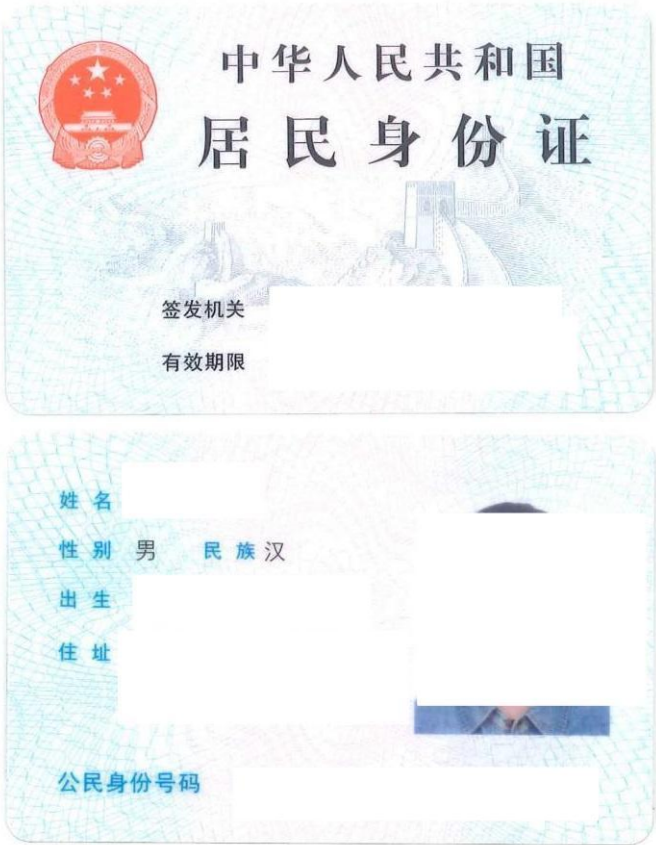 中华人民共和国
居民身份证
签发机关
有效期限
姓名
性别 男 民族 汉
出生
住址
公民身份号码